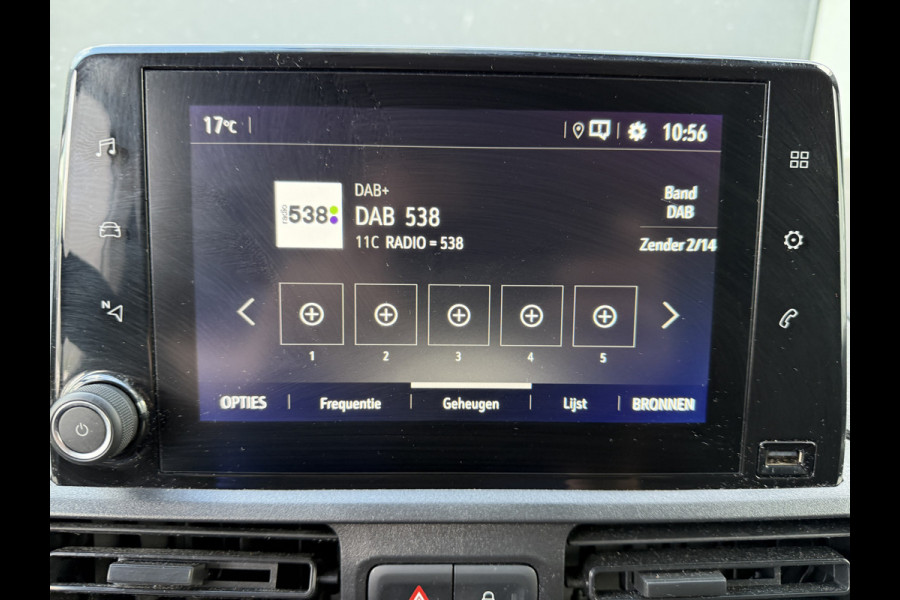 17°C
10:56
N
radio 538
DAB+
DAB 538
11C RADIO = 538
Band
DAB
Zender 2/14
1 2 3 4 5
OPTIES Frequentie Geheugen Lijst BRONNEN